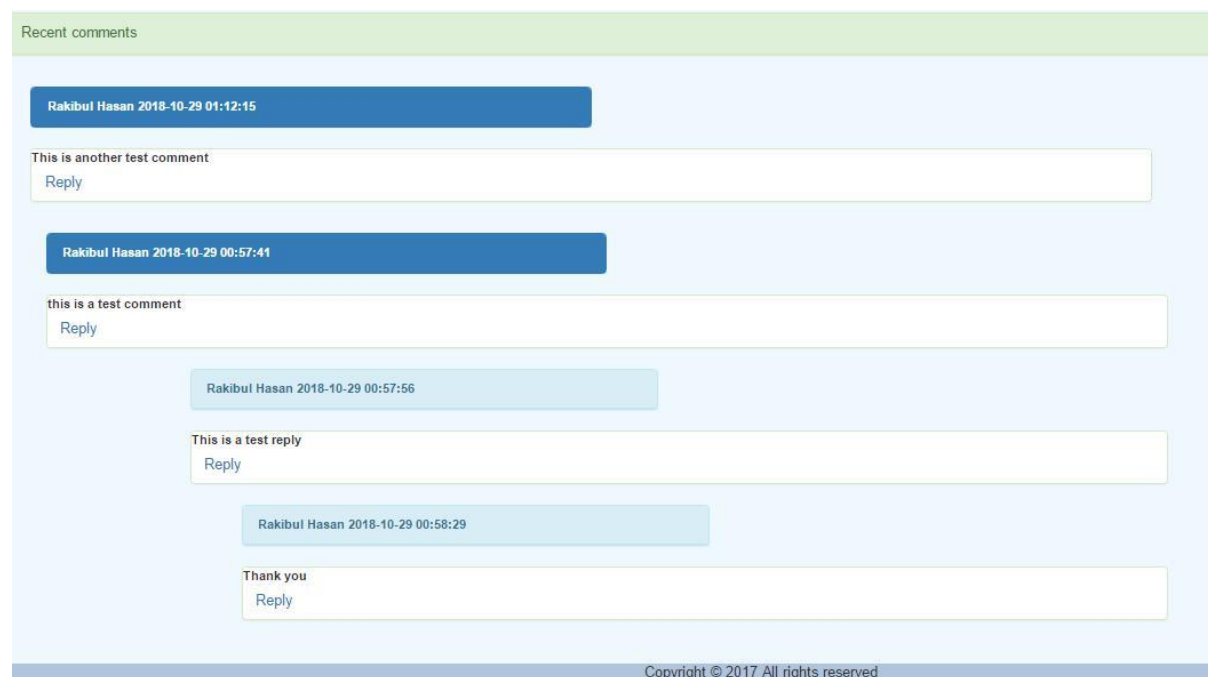 Recent comments
Rakibul Hasan 2018-10-29 01:12:15
This is another test comment
Reply
Rakibul Hasan 2018-10-29 00:57:41
this is a test comment
Reply
Rakibul Hasan 2018-10-29 00:57:56
This is a test reply
Reply
Rakibul Hasan 2018-10-29 00:58:29
Thank you
Reply
Copyright © 2017 All rights reserved